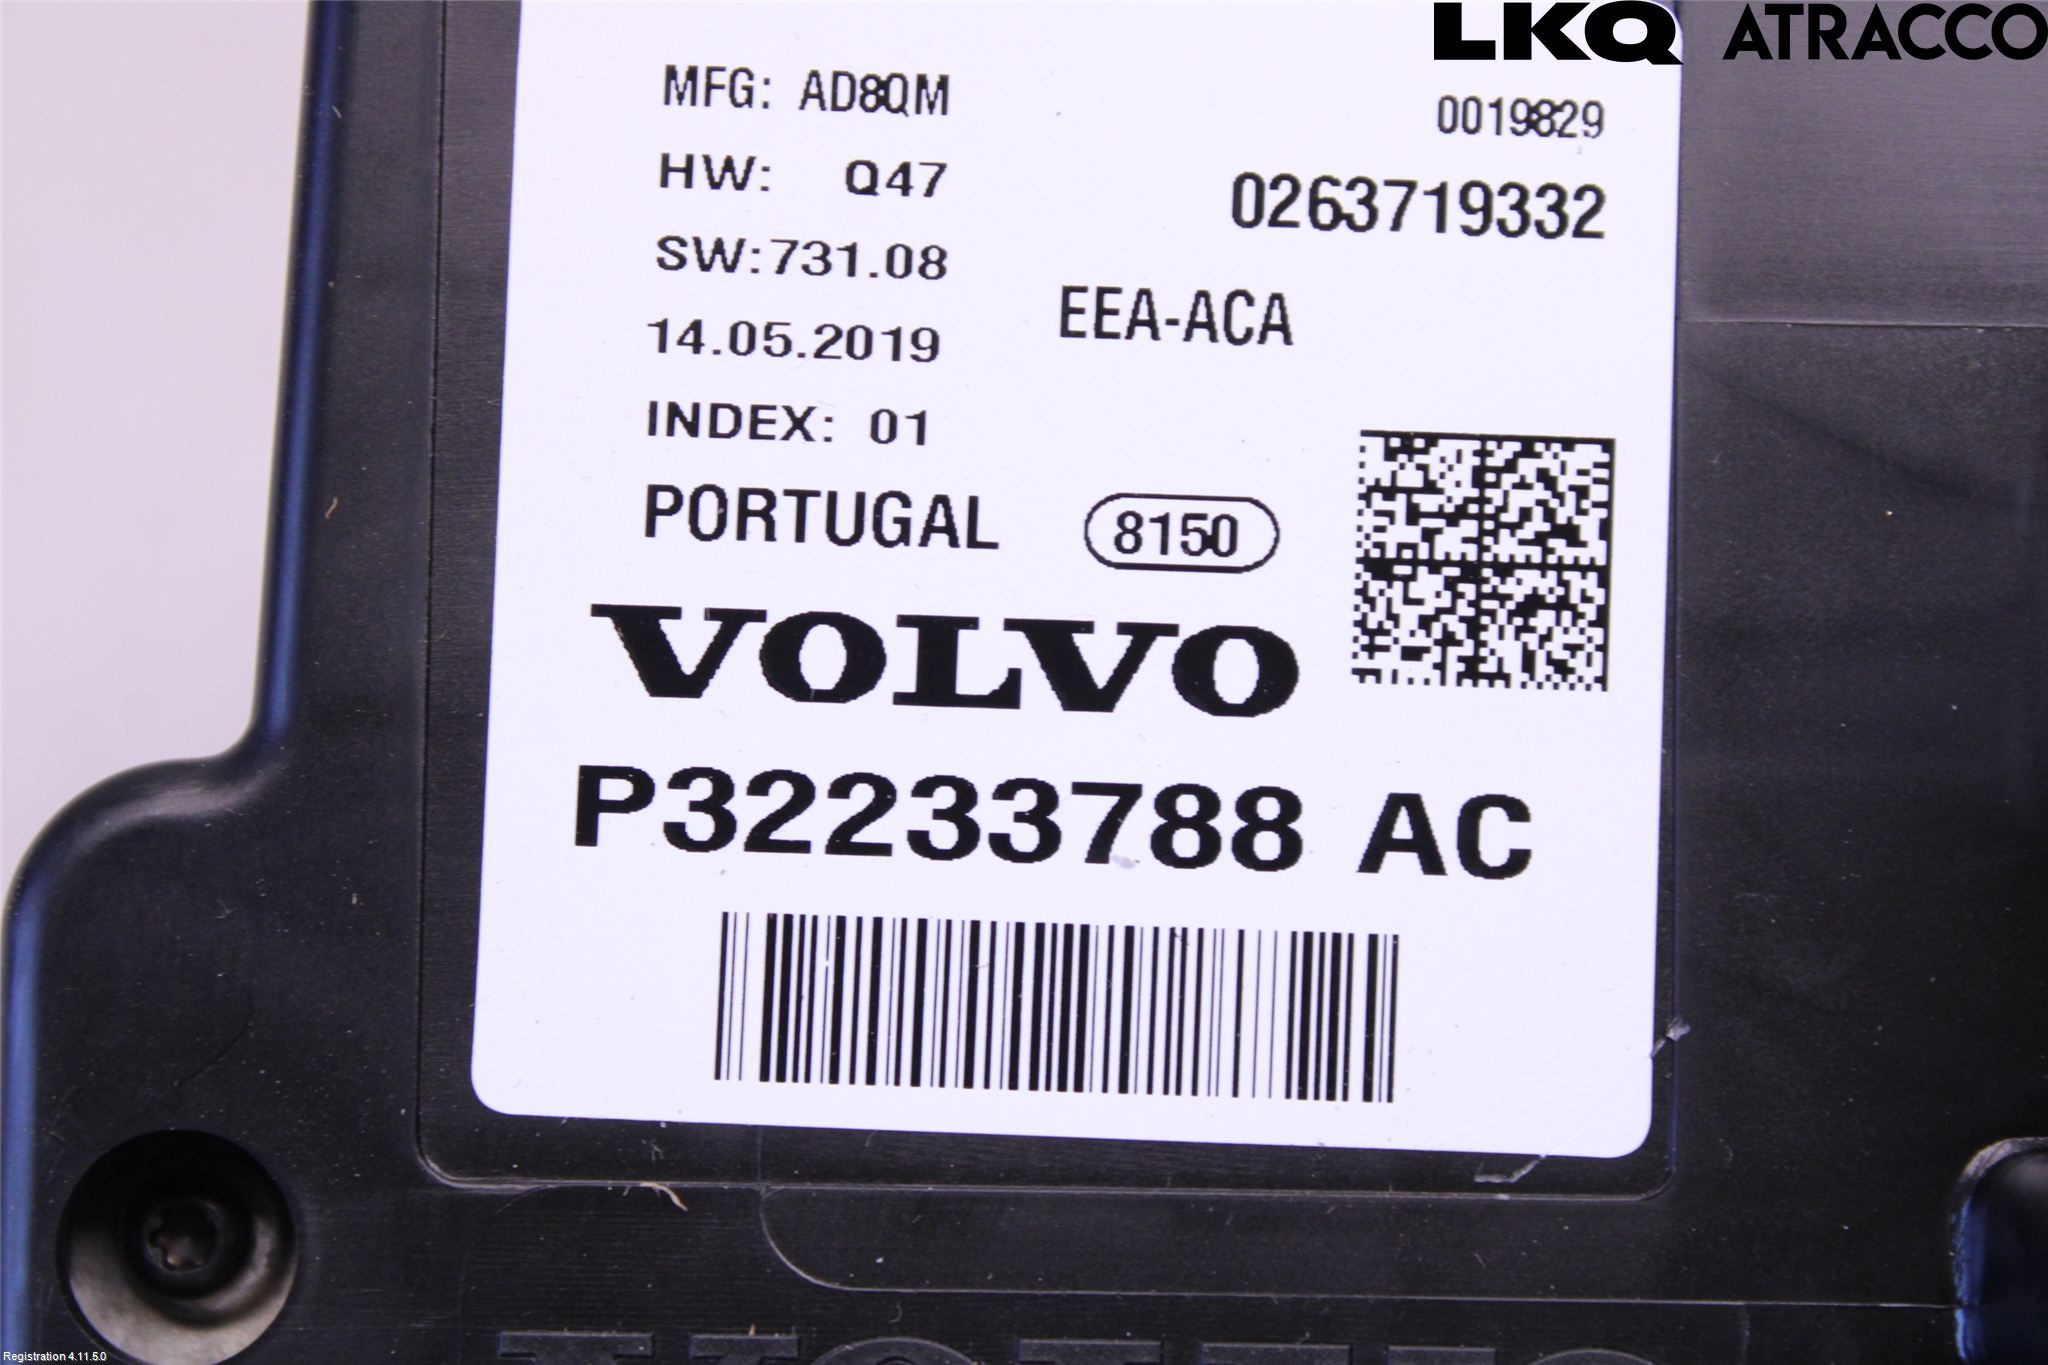 LKQ ATRACCO
MFG: AD8QM
0019829
HW: Q47
0263719332
SW:731.08
EEA-ACA
14.05.2019
INDEX: 01
PORTUGAL
8150
VOLVO
P32233788 AC
VOLVO
Registration 4.11.5.0